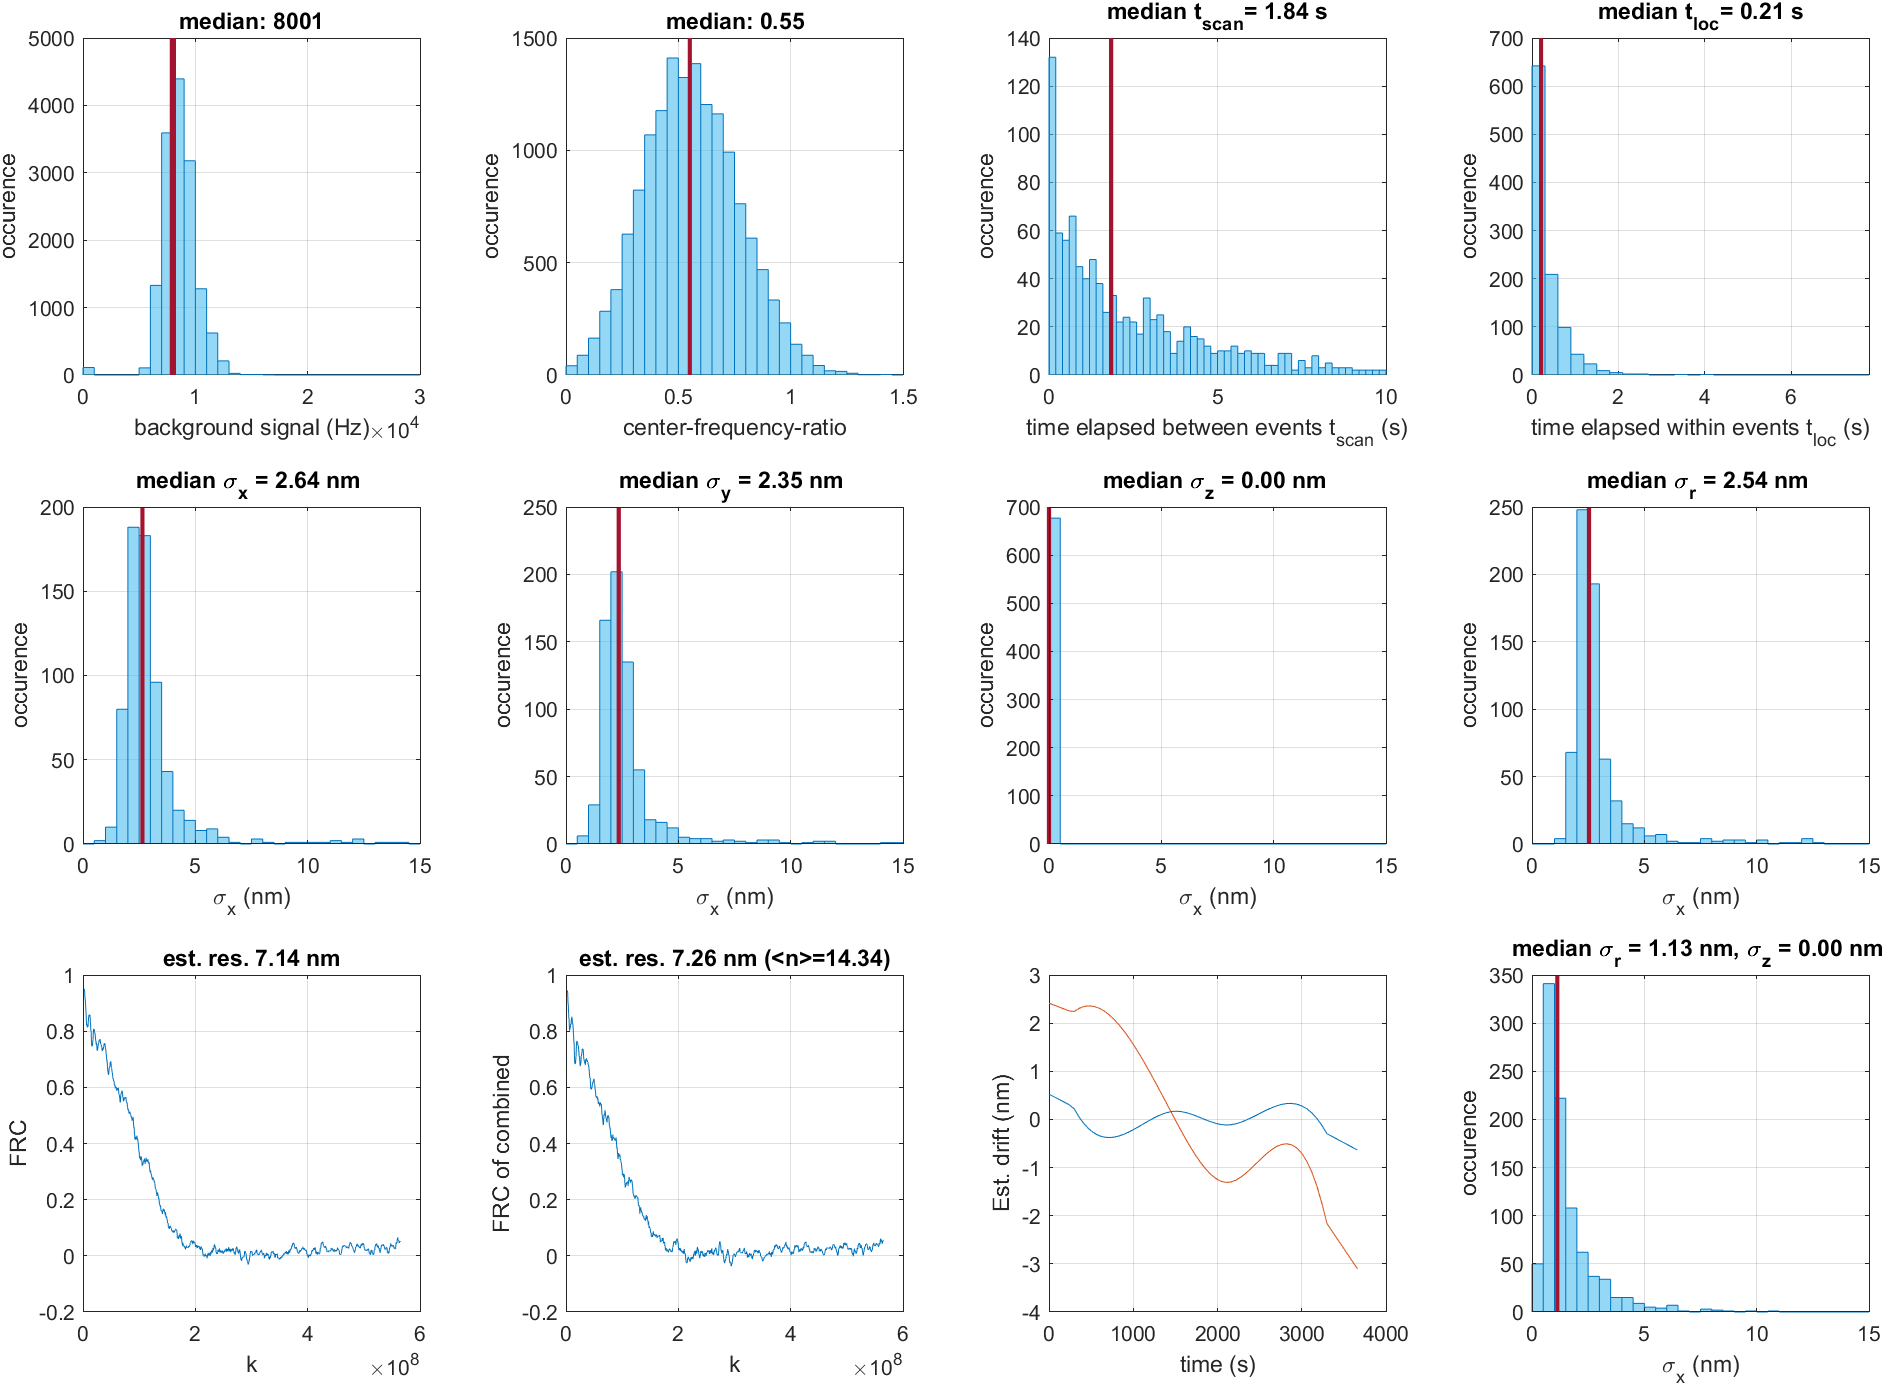 median: 8001
5000
4000
3000
2000
1000
0
0 1 2 3
occurence
background signal (Hz) ×10^4
median: 0.55
1500
1000
500
0
0 0.5 1 1.5
occurence
center-frequency-ratio
median t_scan= 1.84 s
140
120
100
80
60
40
20
0
0 5 10
occurence
time elapsed between events t_scan (s)
median t_loc= 0.21 s
700
600
500
400
300
200
100
0
0 2 4 6
occurence
time elapsed within events t_loc (s)
median σ_x = 2.64 nm
200
150
100
50
0
0 5 10 15
occurence
σ_x (nm)
median σ_y = 2.35 nm
250
200
150
100
50
0
0 5 10 15
occurence
σ_x (nm)
median σ_z = 0.00 nm
700
600
500
400
300
200
100
0
0 5 10 15
occurence
σ_x (nm)
median σ_r = 2.54 nm
250
200
150
100
50
0
0 5 10 15
occurence
σ_x (nm)
est. res. 7.14 nm
1
0.8
0.6
0.4
0.2
0
-0.2
0 2 4 6
FRC
k ×10^8
est. res. 7.26 nm (<n>=14.34)
1
0.8
0.6
0.4
0.2
0
-0.2
0 2 4 6
FRC of combined
k ×10^8
3
2
1
0
-1
-2
-3
-4
0 1000 2000 3000 4000
Est. drift (nm)
time (s)
median σ_r = 1.13 nm, σ_z = 0.00 nm
350
300
250
200
150
100
50
0
0 5 10 15
occurence
σ_x (nm)